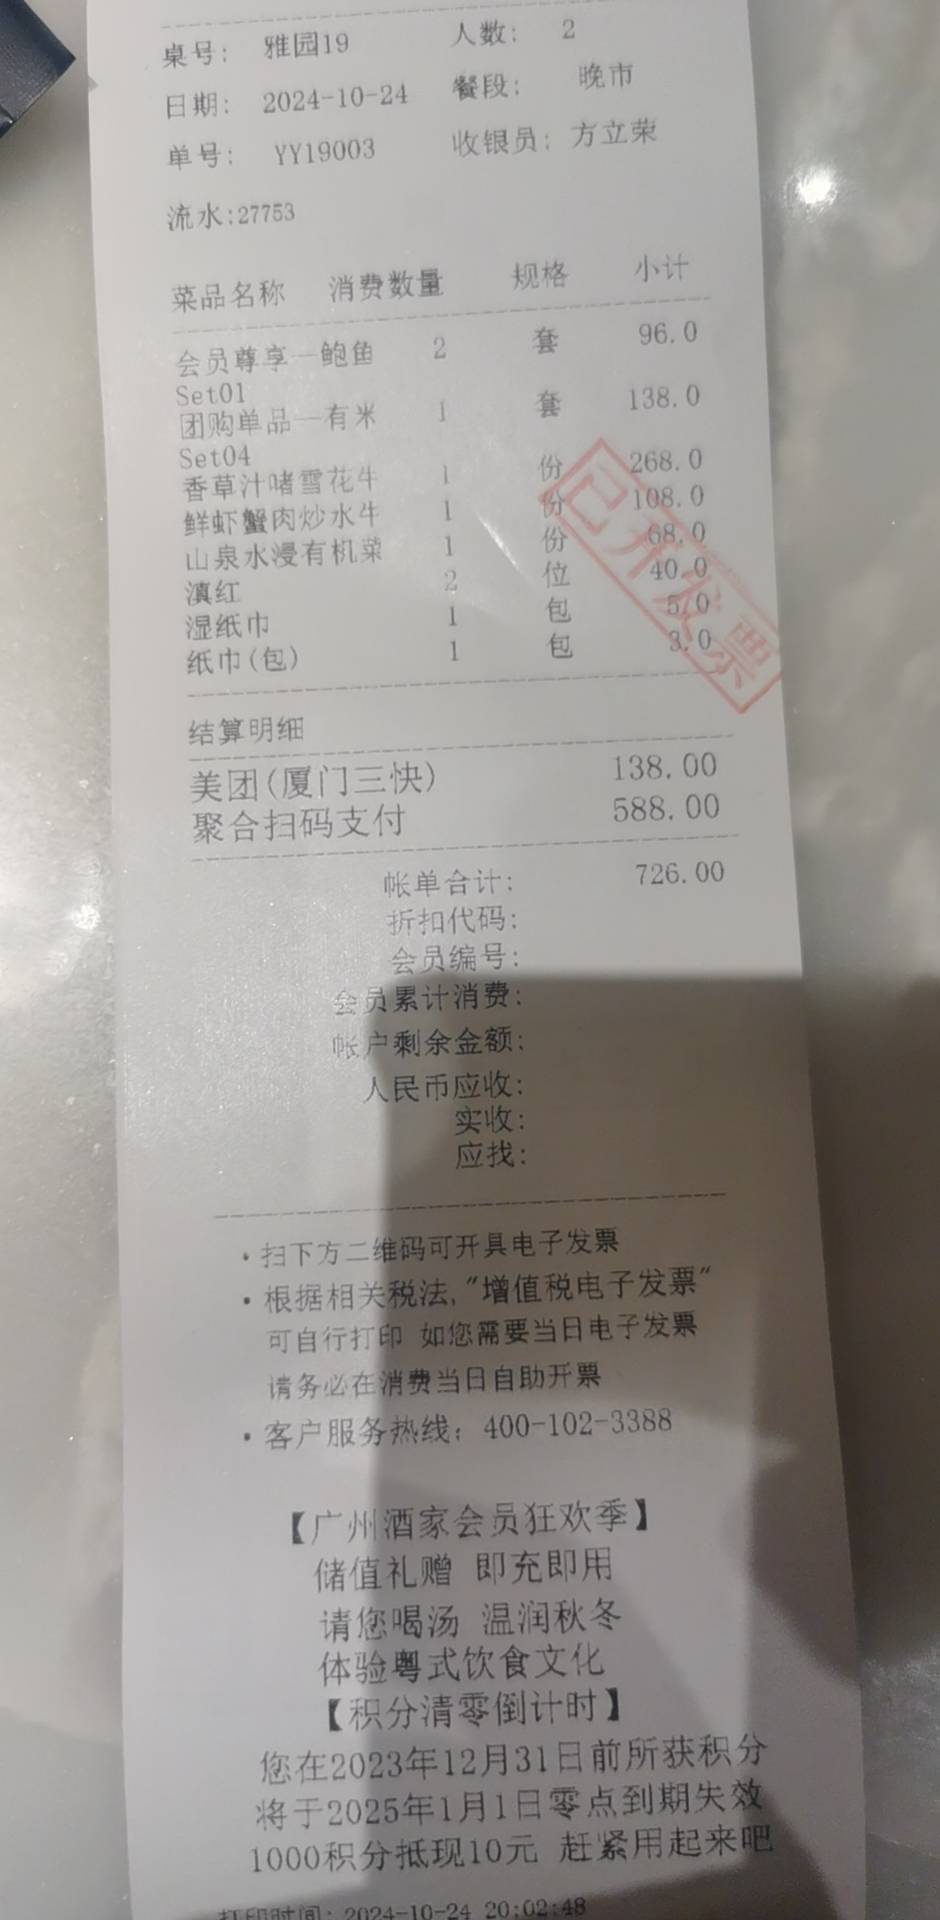 桌号: 雅园19 人数: 2
日期: 2024-10-24 餐段: 晚市
单号: YY19003 收银员: 方立荣
流水:27753
菜品名称 消费数量 规格 小计
会员尊享—鲍鱼 2 套 96.0
Set01
团购单品—有米 1 套 138.0
Set04
香草汁啫雪花牛 1 份 268.0
鲜虾蟹肉炒水牛 1 份 108.0
山泉水浸有机菜 1 份 68.0
滇红 2 位 40.0
湿纸巾 1 包 5.0
纸巾(包) 1 包 3.0
已开发票
结算明细
美团(厦门三快) 138.00
聚合扫码支付 588.00
帐单合计: 726.00
折扣代码:
会员编号:
会员累计消费:
帐户剩余金额:
人民币应收:
实收:
应找:
·扫下方二维码可开具电子发票
·根据相关税法,"增值税电子发票"
可自行打印 如您需要当日电子发票
请务必在消费当日自助开票
·客户服务热线: 400-102-3388
【广州酒家会员狂欢季】
储值礼赠 即充即用
请您喝汤 温润秋冬
体验粤式饮食文化
【积分清零倒计时】
您在2023年12月31日前所获积分
将于2025年1月1日零点到期失效
1000积分抵现10元 赶紧用起来吧
打印时间: 2024-10-24 20:02:48